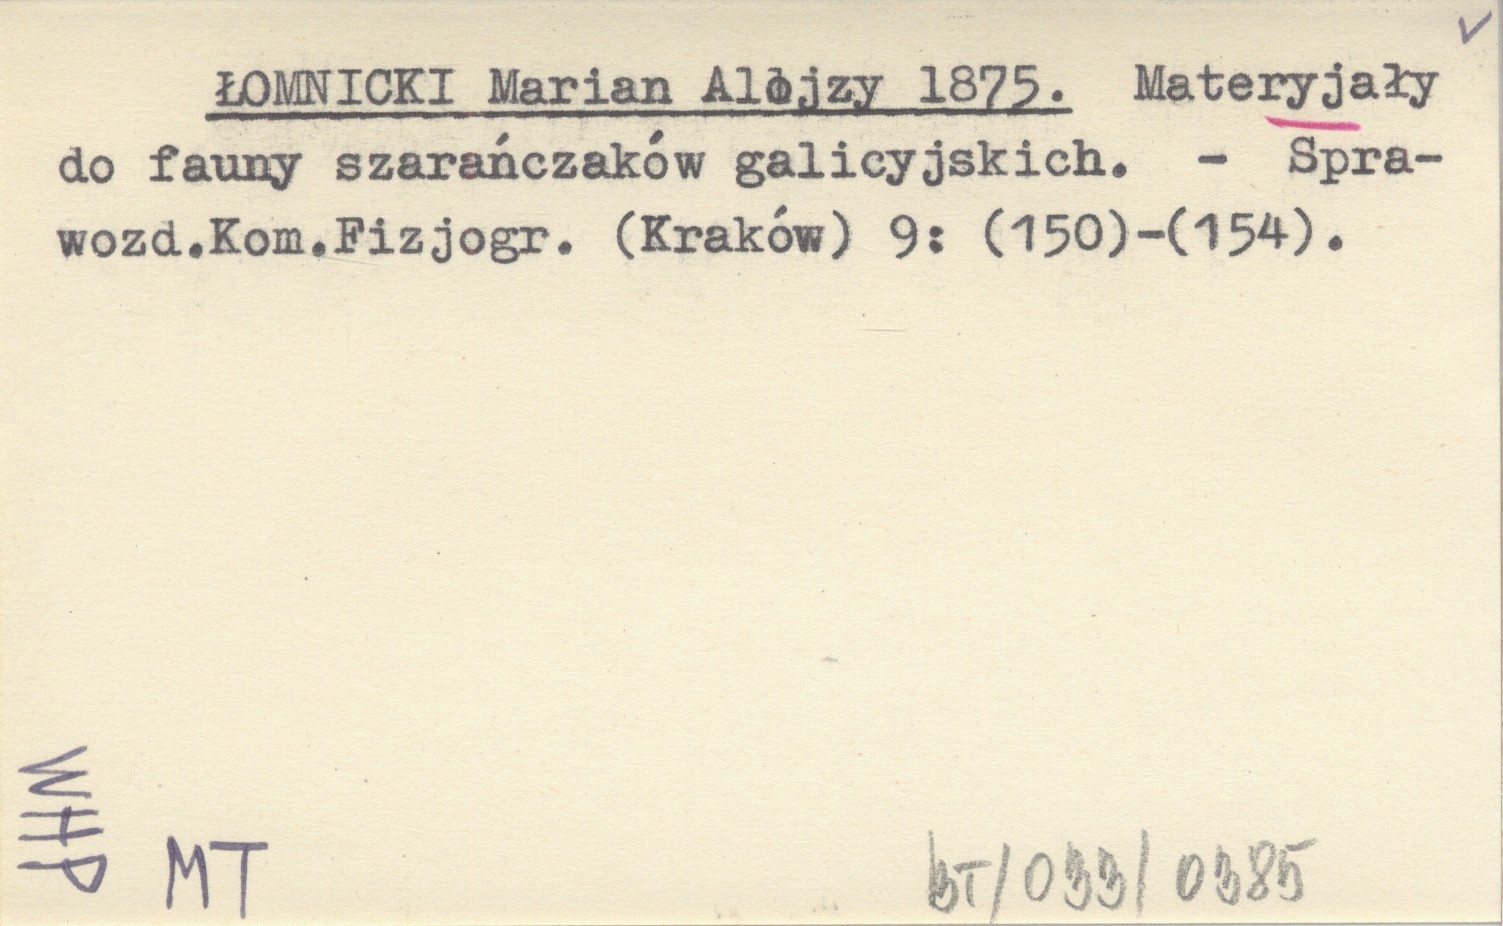 ŁOMNICKI Marian Alojzy 1875. Materyjały
do fauny szarańczaków galicyjskich. - Spra-
wozd.Kom.Fizjogr. (Kraków) 9: (150)-(154).
WHP
MT
/033/0385